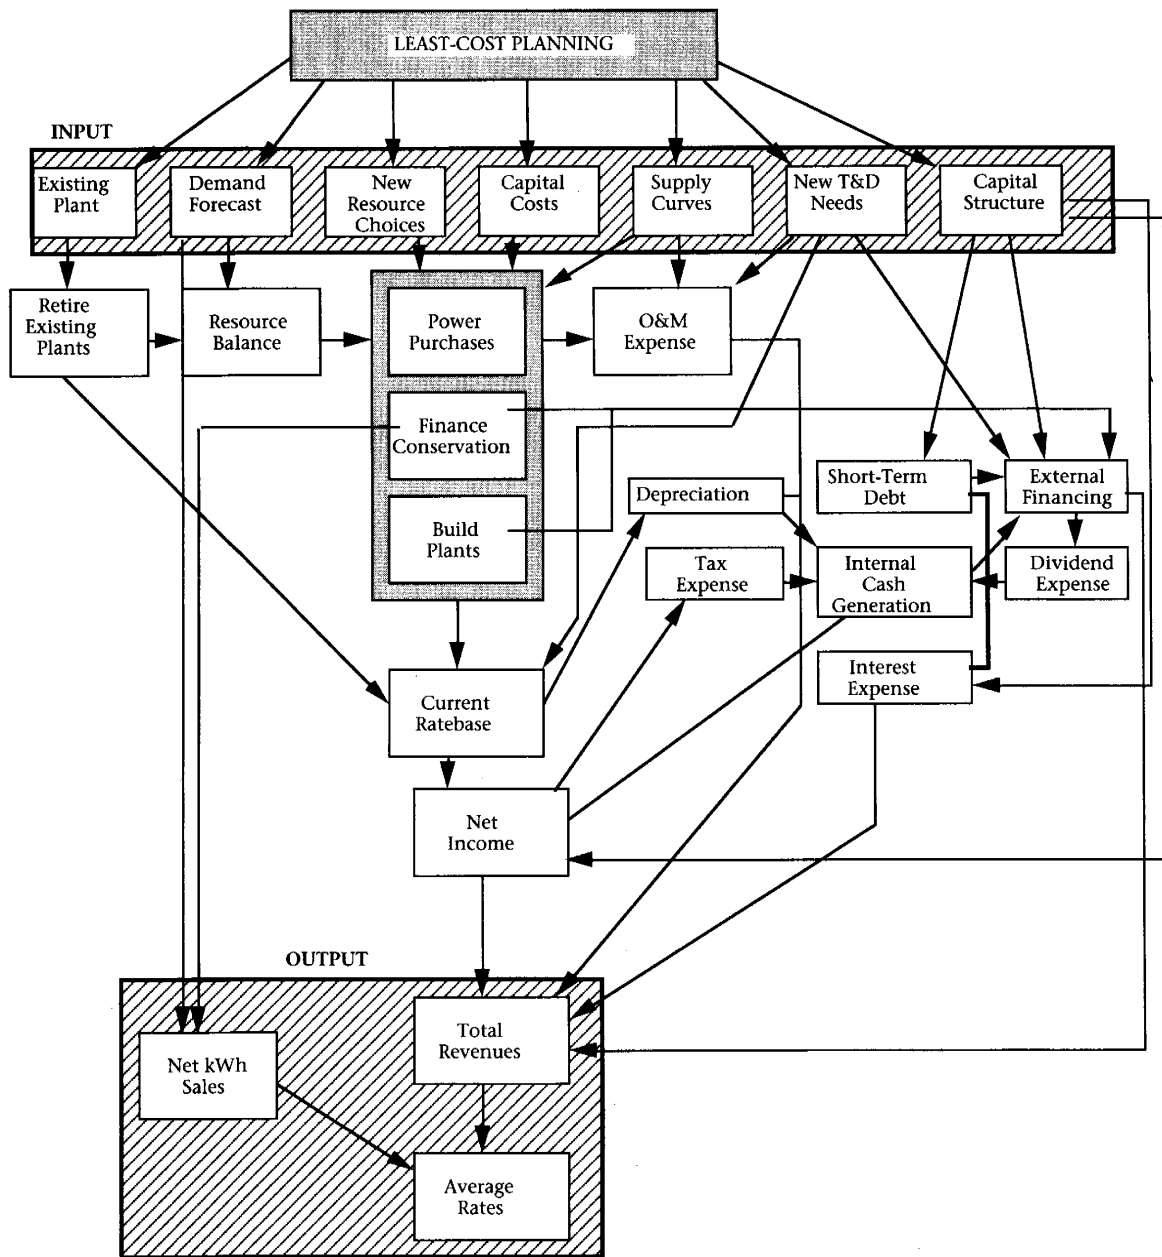 LEAST-COST PLANNING
INPUT
Existing
Plant
Demand
Forecast
New
Resource
Choices
Capital
Costs
Supply
Curves
New T&D
Needs
Capital
Structure
Retire
Existing
Plants
Resource
Balance
Power
Purchases
O&M
Expense
Finance
Conservation
Build
Plants
Depreciation
Short-Term
Debt
External
Financing
Tax
Expense
Internal
Cash
Generation
Dividend
Expense
Interest
Expense
Current
Ratebase
Net
Income
OUTPUT
Net kWh
Sales
Total
Revenues
Average
Rates